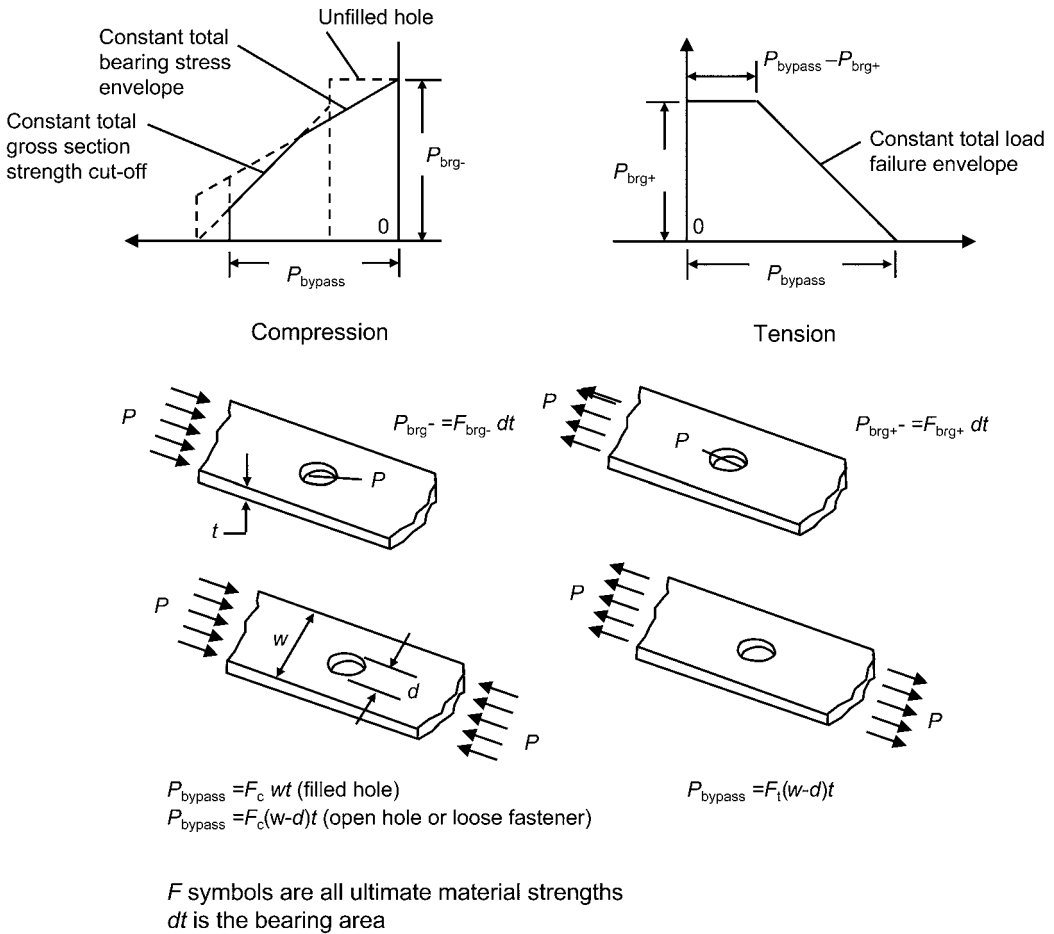 Unfilled hole
Constant total
bearing stress
envelope
Constant total
gross section
strength cut-off
P_brg-
0
P_bypass
P_bypass –P_brg+
Constant total load
failure envelope
P_brg+
0
P_bypass
Compression
Tension
P
P_brg- =F_brg- dt
P
t
P
P_brg+- =F_brg+ dt
P
P
w
d
P
P
P
P_bypass =F_c wt (filled hole)
P_bypass =F_c(w-d)t (open hole or loose fastener)
P_bypass =F_t(w-d)t
F symbols are all ultimate material strengths
dt is the bearing area